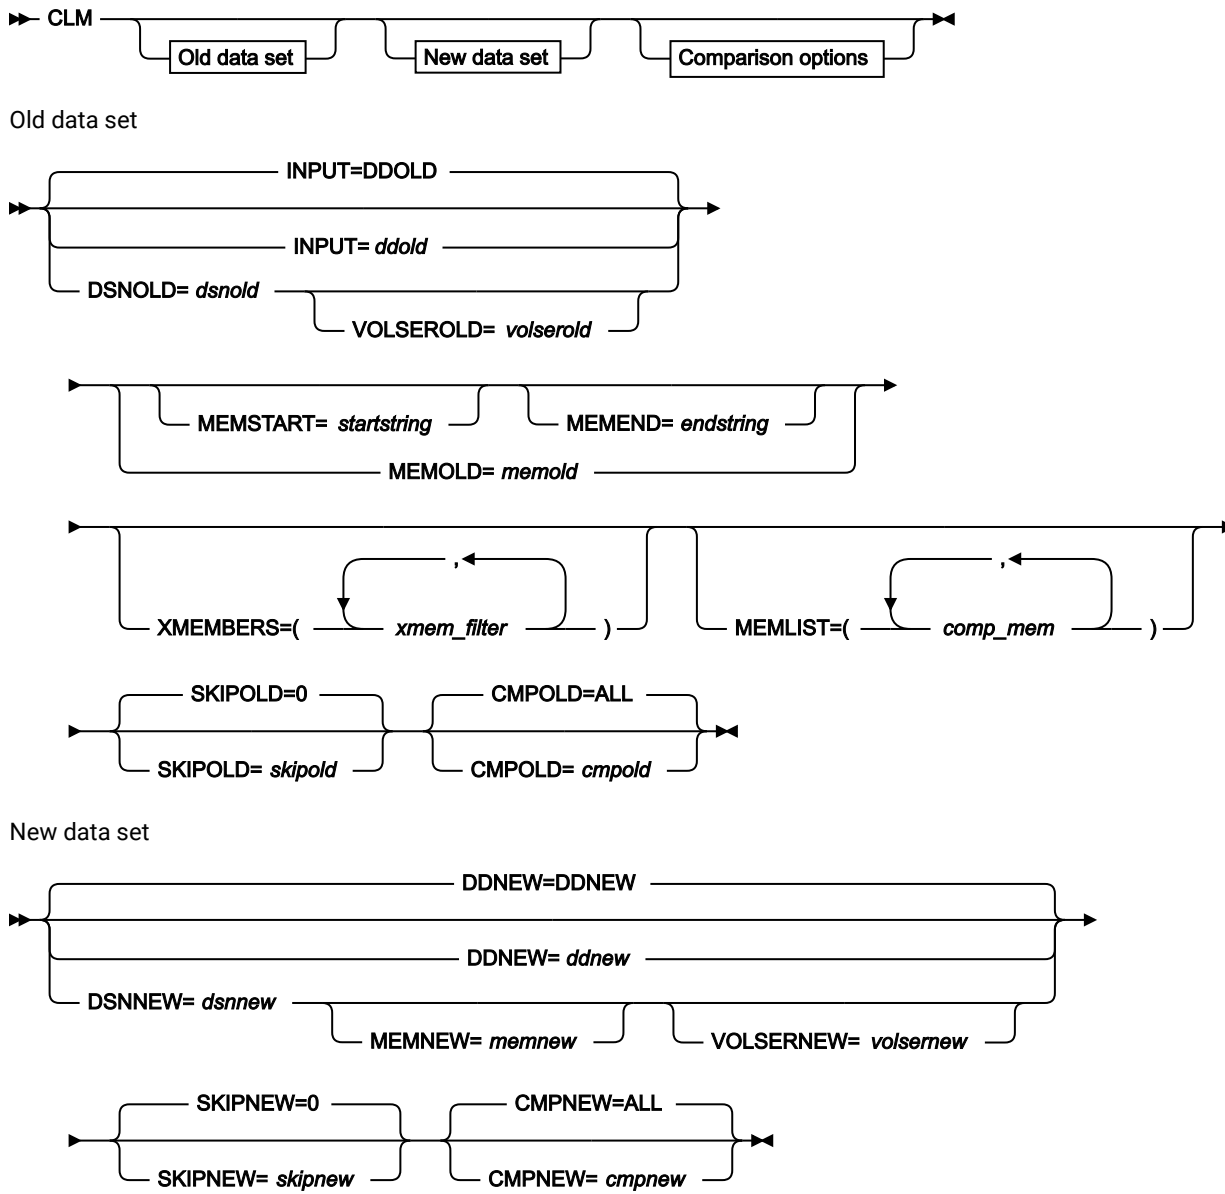 CLM
Old data set
New data set
Comparison options
Old data set
INPUT=DDOLD
INPUT= ddold
DSNOLD= dsnold
VOLSEROLD= volserold
MEMSTART= startstring
MEMEND= endstring
MEMOLD= memold
, ,
XMEMBERS=( xmem_filter ) MEMLIST=( comp_mem )
SKIPOLD=0 CMPOLD=ALL
SKIPOLD= skipold CMPOLD= cmpold
New data set
DDNEW=DDNEW
DDNEW= ddnew
DSNNEW= dsnnew
MEMNEW= memnew VOLSERNEW= volsernew
SKIPNEW=0 CMPNEW=ALL
SKIPNEW= skipnew CMPNEW= cmpnew